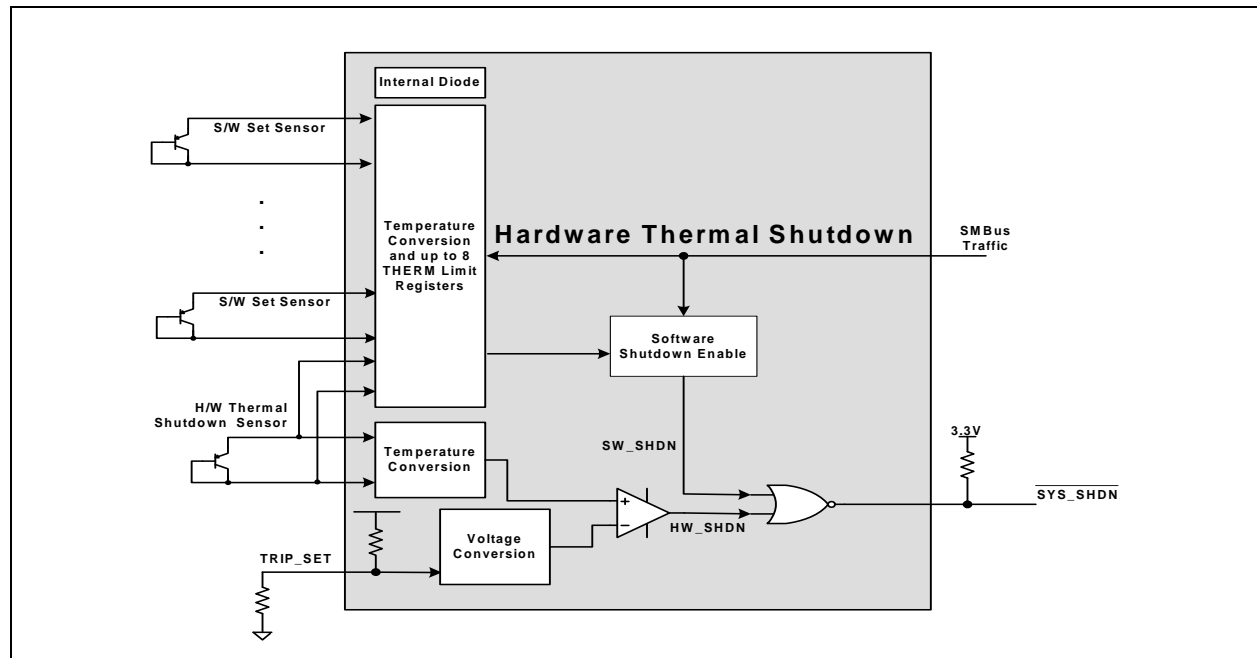 Internal Diode
S/W Set Sensor
.
.
.
Temperature
Conversion
and up to 8
THERM Limit
Registers
Hardware Thermal Shutdown
SMBus
Traffic
S/W Set Sensor
Software
Shutdown Enable
H/W Thermal
Shutdown Sensor
Temperature
Conversion
SW_SHDN
3.3V
+
−
HW_SHDN
SYS_SHDN
Voltage
Conversion
TRIP_SET